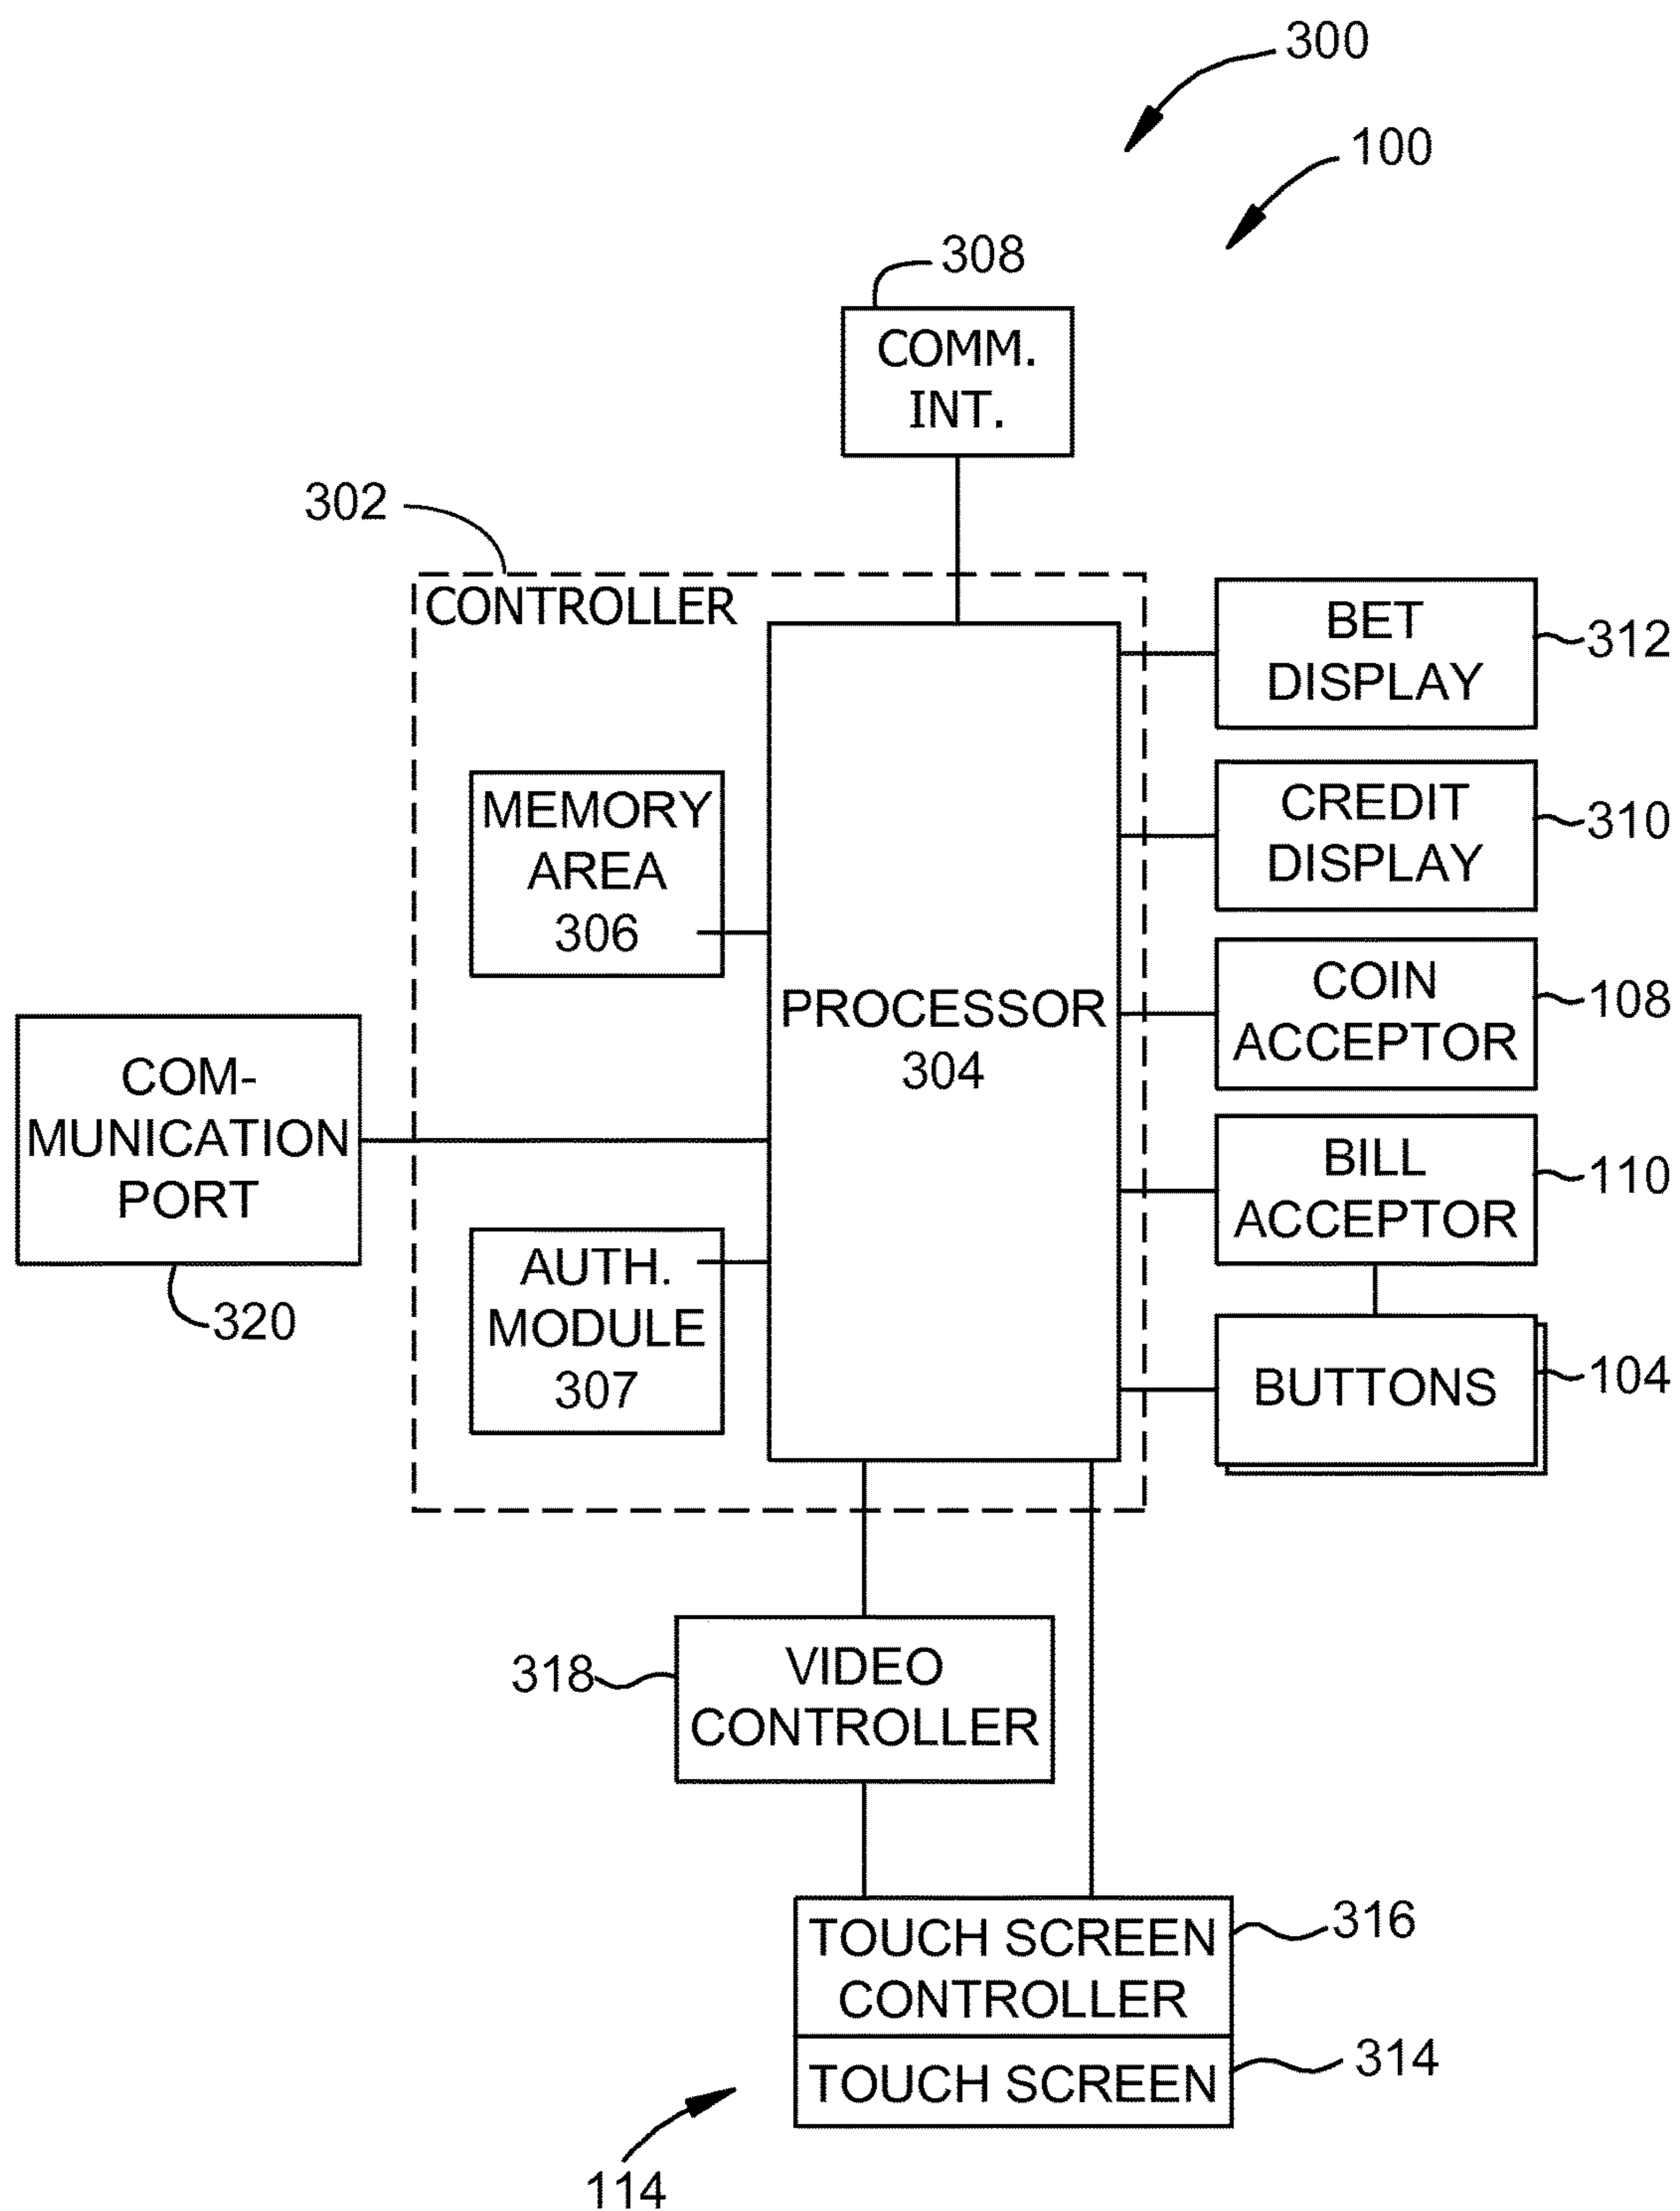 300
100
308
COMM.
INT.
302
CONTROLLER
BET
DISPLAY
312
MEMORY
AREA
306
CREDIT
DISPLAY
310
PROCESSOR
304
COIN
ACCEPTOR
108
COM-
MUNICATION
PORT
320
BILL
ACCEPTOR
110
AUTH.
MODULE
307
BUTTONS
104
318
VIDEO
CONTROLLER
TOUCH SCREEN
CONTROLLER
316
TOUCH SCREEN
314
114